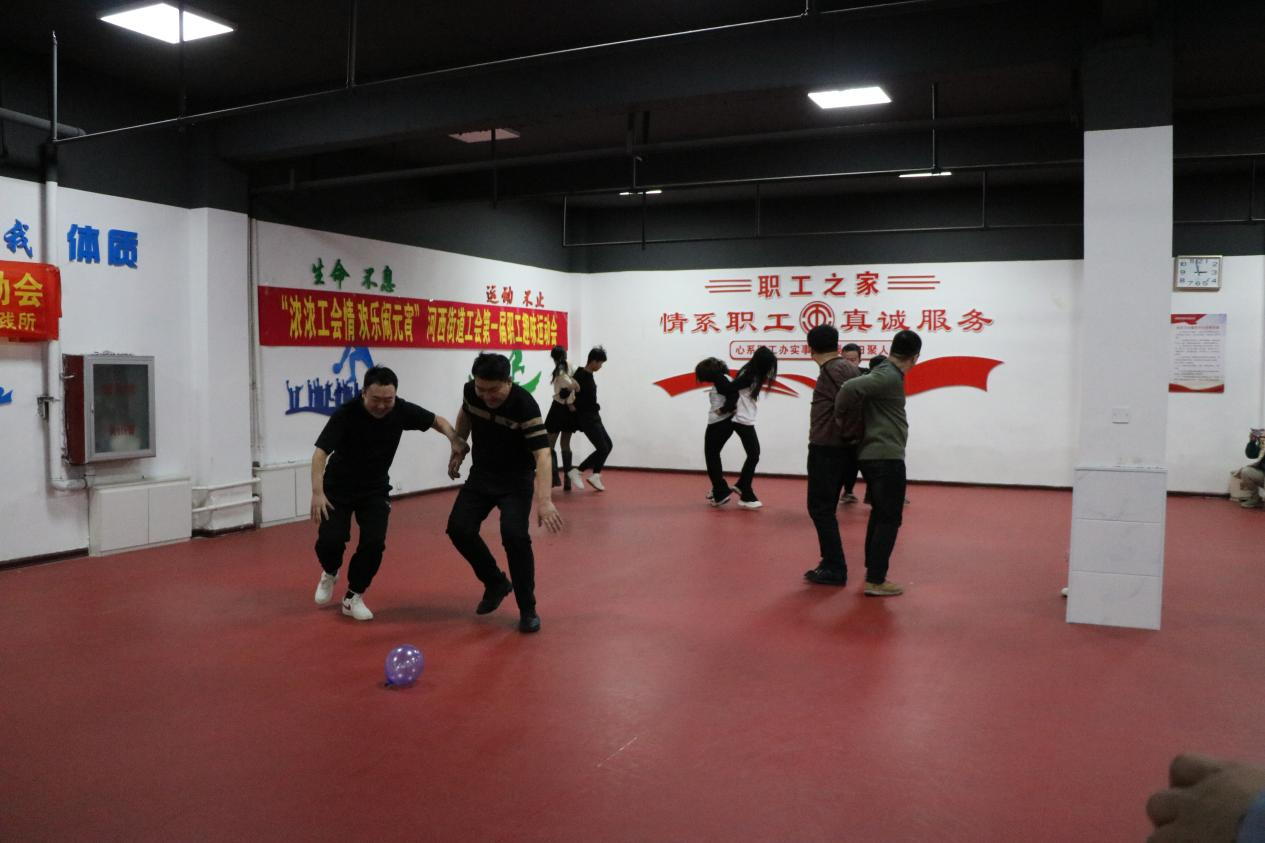 我 体质
动会
践所
生命 不息
运动 不止
“浓浓工会情 欢乐闹元宵” 河西街道工会第一届职工趣味运动会
职工之家
情系职工 真诚服务
心系职工办实事
日聚人